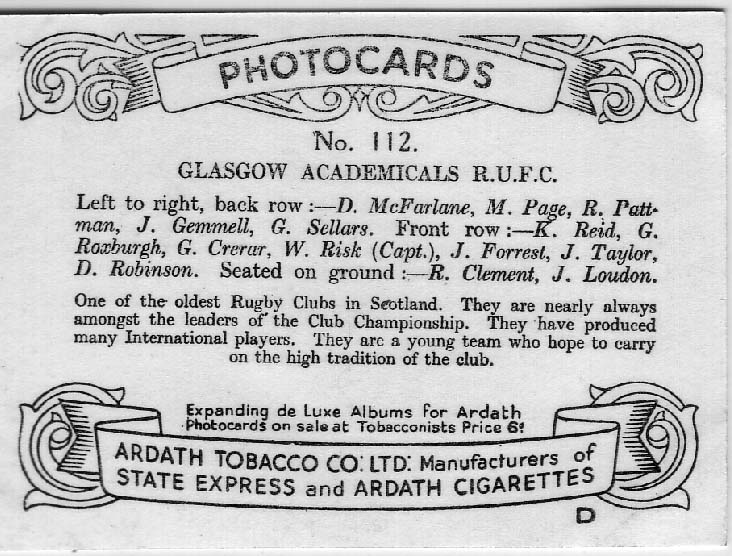 PHOTOCARDS
No. 112.
GLASGOW ACADEMICALS R.U.F.C.
Left to right, back row :—D. McFarlane, M. Page, R. Patt-
man, J. Gemmell, G. Sellars. Front row :—K. Reid, G.
Roxburgh, G. Crerar, W. Risk (Capt.), J. Forrest, J. Taylor,
D. Robinson. Seated on ground :—R. Clement, J. Loudon.
One of the oldest Rugby Clubs in Scotland. They are nearly always
amongst the leaders of the Club Championship. They have produced
many International players. They are a young team who hope to carry
on the high tradition of the club.
Expanding de Luxe Albums for Ardath
Photocards on sale at Tobacconists Price 6!
ARDATH TOBACCO CO: LTD: Manufacturers of
STATE EXPRESS and ARDATH CIGARETTES
D